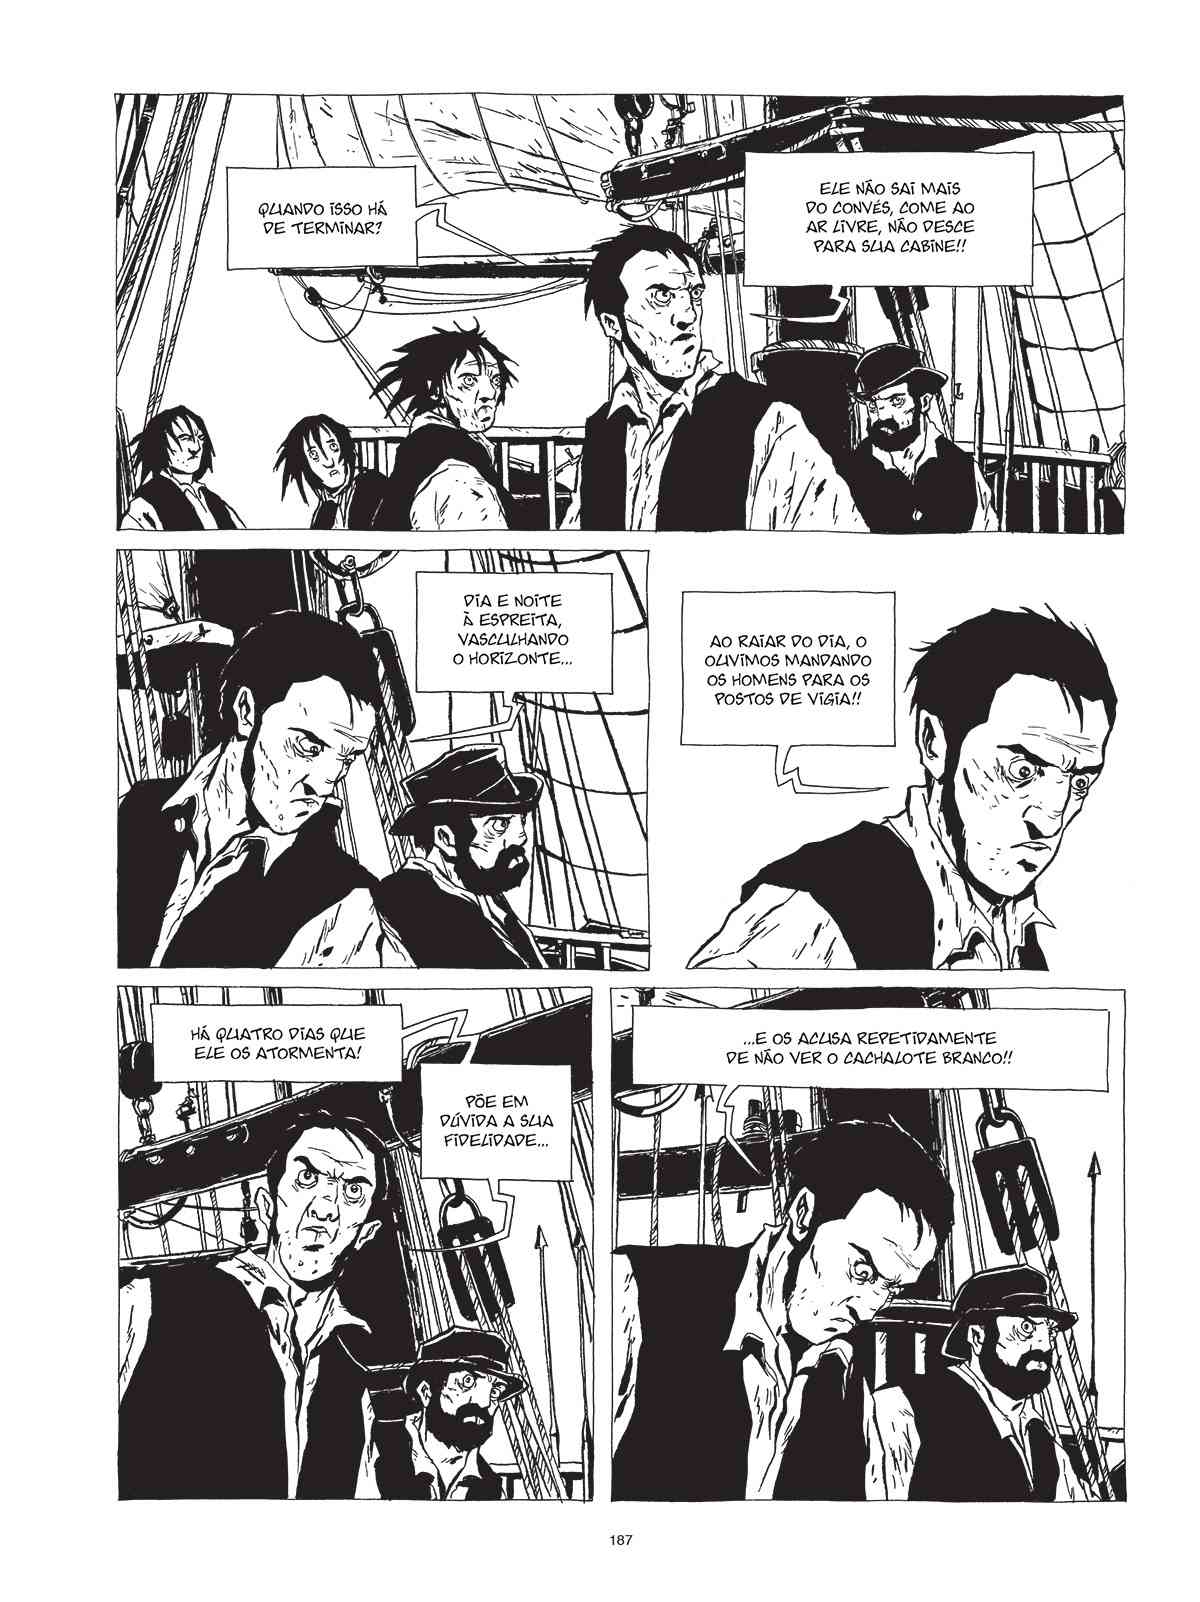 QUANDO ISSO HÁ
DE TERMINAR?
ELE NÃO SAI MAIS
DO CONVÉS, COME AO
AR LIVRE, NÃO DESCE
PARA SUA CABINE!!
DIA E NOITE
À ESPREITA,
VASCULHANDO
O HORIZONTE...
AO RAIAR DO DIA, O
OUVIMOS MANDANDO
OS HOMENS PARA OS
POSTOS DE VIGIA!!
HÁ QUATRO DIAS QUE
ELE OS ATORMENTA!
PÕE EM
DÚVIDA A SUA
FIDELIDADE...
...E OS ACUSA REPETIDAMENTE
DE NÃO VER O CACHALOTE BRANCO!!
187